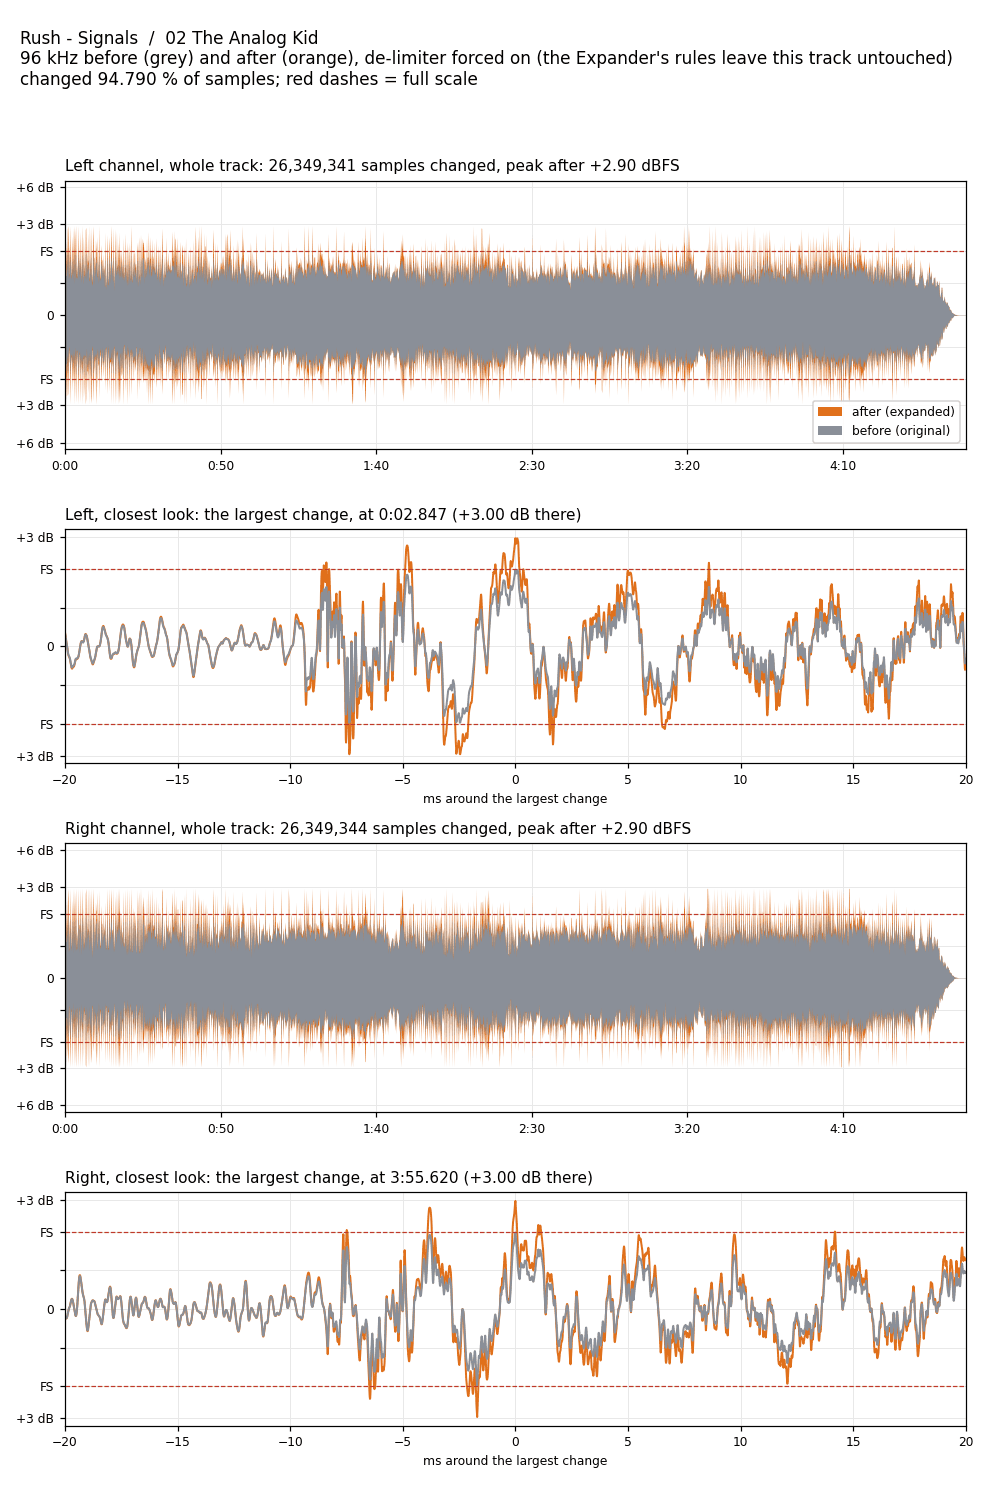 Rush - Signals  /  02 The Analog Kid
96 kHz before (grey) and after (orange), de-limiter forced on (the Expander's rules leave this track untouched)
changed 94.790 % of samples; red dashes = full scale
Left channel, whole track: 26,349,341 samples changed, peak after +2.90 dBFS
+6 dB
+3 dB
FS
0
FS
+3 dB
+6 dB
after (expanded)
before (original)
0:00 0:50 1:40 2:30 3:20 4:10
Left, closest look: the largest change, at 0:02.847 (+3.00 dB there)
+3 dB
FS
0
FS
+3 dB
−20 −15 −10 −5 0 5 10 15 20
ms around the largest change
Right channel, whole track: 26,349,344 samples changed, peak after +2.90 dBFS
+6 dB
+3 dB
FS
0
FS
+3 dB
+6 dB
0:00 0:50 1:40 2:30 3:20 4:10
Right, closest look: the largest change, at 3:55.620 (+3.00 dB there)
+3 dB
FS
0
FS
+3 dB
−20 −15 −10 −5 0 5 10 15 20
ms around the largest change